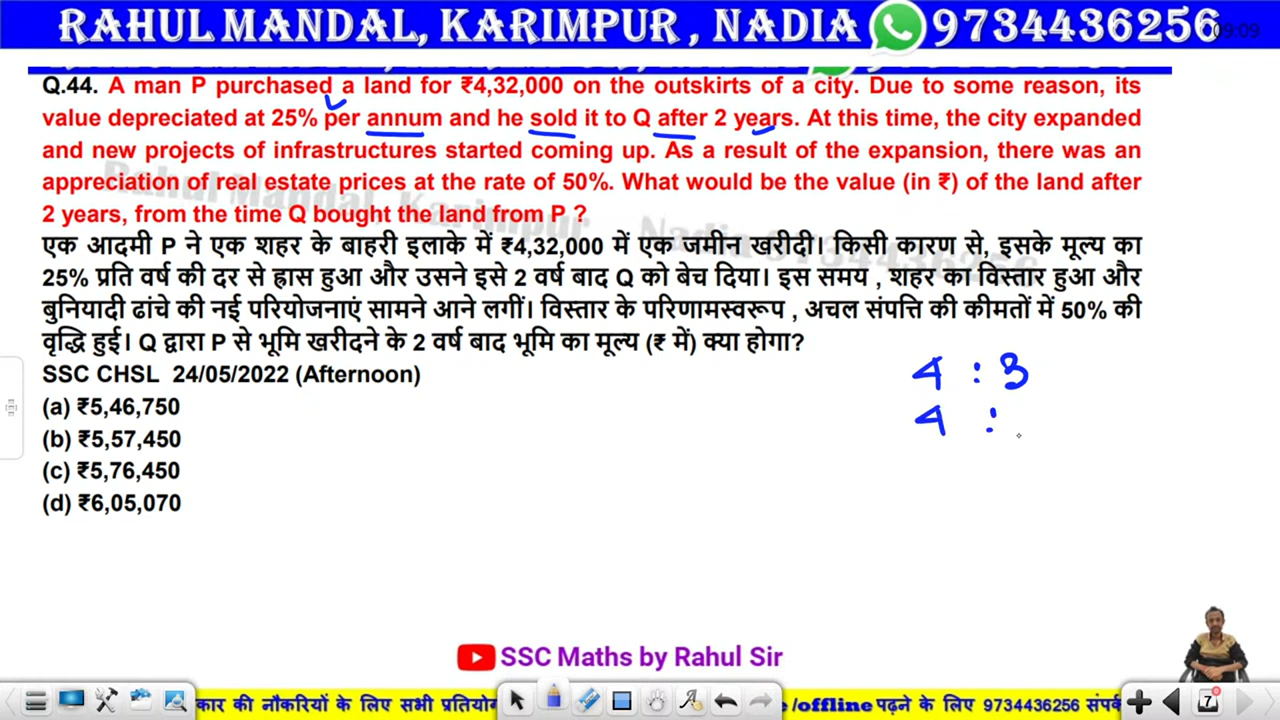 RAHUL MANDAL, KARIMPUR , NADIA 9734436256
09:09
Q.44. A man P purchased a land for ₹4,32,000 on the outskirts of a city. Due to some reason, its
value depreciated at 25% per annum and he sold it to Q after 2 years. At this time, the city expanded
and new projects of infrastructures started coming up. As a result of the expansion, there was an
appreciation of real estate prices at the rate of 50%. What would be the value (in ₹) of the land after
2 years, from the time Q bought the land from P ?
एक आदमी P ने एक शहर के बाहरी इलाके में ₹4,32,000 में एक जमीन खरीदी। किसी कारण से, इसके मूल्य का
25% प्रति वर्ष की दर से ह्रास हुआ और उसने इसे 2 वर्ष बाद Q को बेच दिया। इस समय , शहर का विस्तार हुआ और
बुनियादी ढांचे की नई परियोजनाएं सामने आने लगीं। विस्तार के परिणामस्वरूप , अचल संपत्ति की कीमतों में 50% की
वृद्धि हुई। Q द्वारा P से भूमि खरीदने के 2 वर्ष बाद भूमि का मूल्य (₹ में) क्या होगा?
SSC CHSL 24/05/2022 (Afternoon)
4 : 3
(a) ₹5,46,750
4 :
(b) ₹5,57,450
(c) ₹5,76,450
(d) ₹6,05,070
Rahul Mandal, Karimpur Nadia 9734436256
SSC Maths by Rahul Sir
कार की नौकरियों के लिए सभी प्रतियो
/offline पढ़ने के लिए 9734436256 संपर्क
7